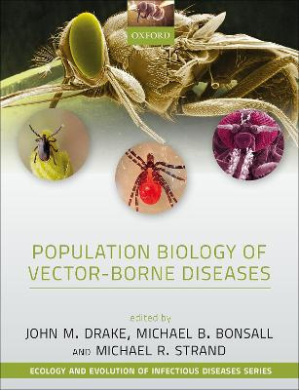 OXFORD
POPULATION BIOLOGY OF
VECTOR-BORNE DISEASES
edited by
JOHN M. DRAKE, MICHAEL B. BONSALL
AND MICHAEL R. STRAND
ECOLOGY AND EVOLUTION OF INFECTIOUS DISEASES SERIES